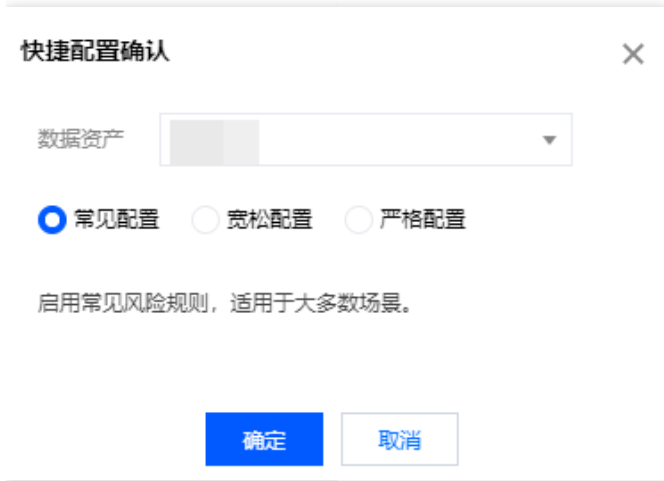 快捷配置确认
数据资产
常见配置 宽松配置 严格配置
启用常见风险规则，适用于大多数场景。
确定 取消